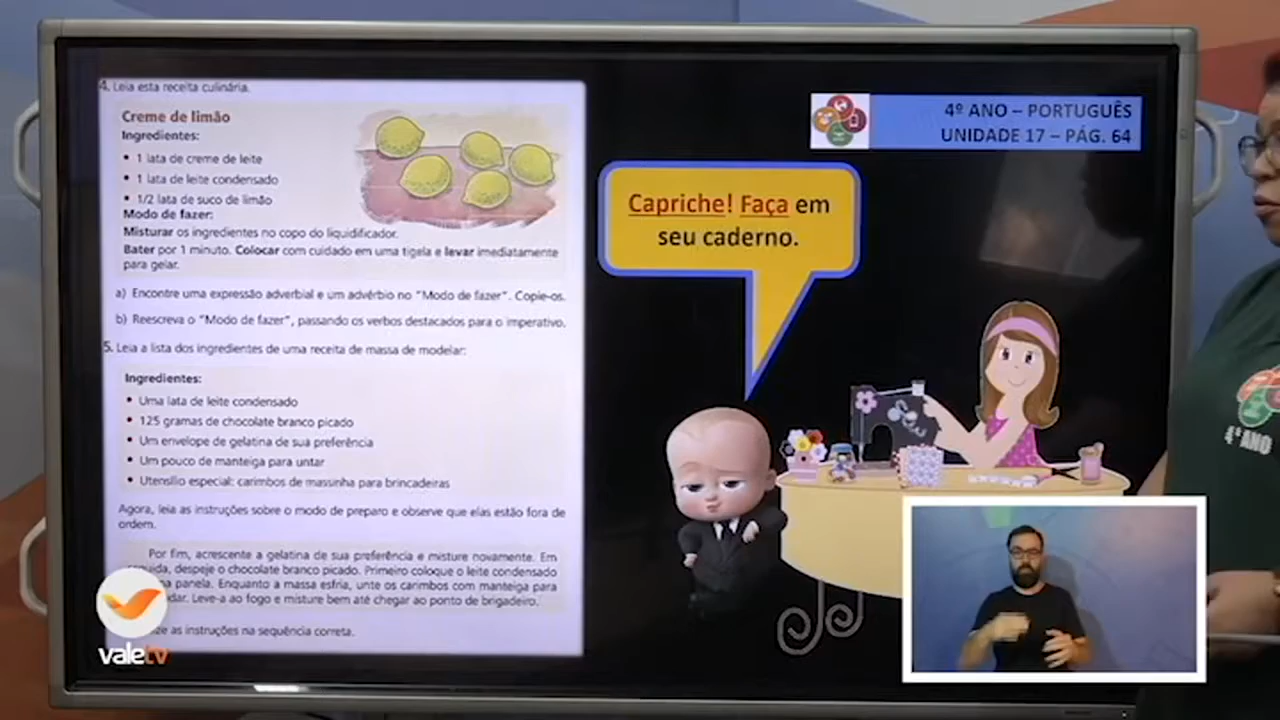 4. Leia esta receita culinária.
Creme de limão
Ingredientes:
• 1 lata de creme de leite
• 1 lata de leite condensado
• 1/2 lata de suco de limão
Modo de fazer:
Misturar os ingredientes no copo do liquidificador.
Bater por 1 minuto. Colocar com cuidado em uma tigela e levar imediatamente
para gelar.
a) Encontre uma expressão adverbial e um advérbio no "Modo de fazer". Copie-os.
b) Reescreva o "Modo de fazer", passando os verbos destacados para o imperativo.
5. Leia a lista dos ingredientes de uma receita de massa de modelar:
Ingredientes:
• Uma lata de leite condensado
• 125 gramas de chocolate branco picado
• Um envelope de gelatina de sua preferência
• Um pouco de manteiga para untar
• Utensílio especial: carimbos de massinha para brincadeiras
Agora, leia as instruções sobre o modo de preparo e observe que elas estão fora de
ordem.
Por fim, acrescente a gelatina de sua preferência e misture novamente. Em
despeje o chocolate branco picado. Primeiro coloque o leite condensado
panela. Enquanto a massa esfria, unte os carimbos com manteiga para
Leve-a ao fogo e misture bem até chegar ao ponto de brigadeiro.
as instruções na sequência correta.
valetv
4º ANO – PORTUGUÊS
UNIDADE 17 – PÁG. 64
Capriche! Faça em
seu caderno.
4º ANO